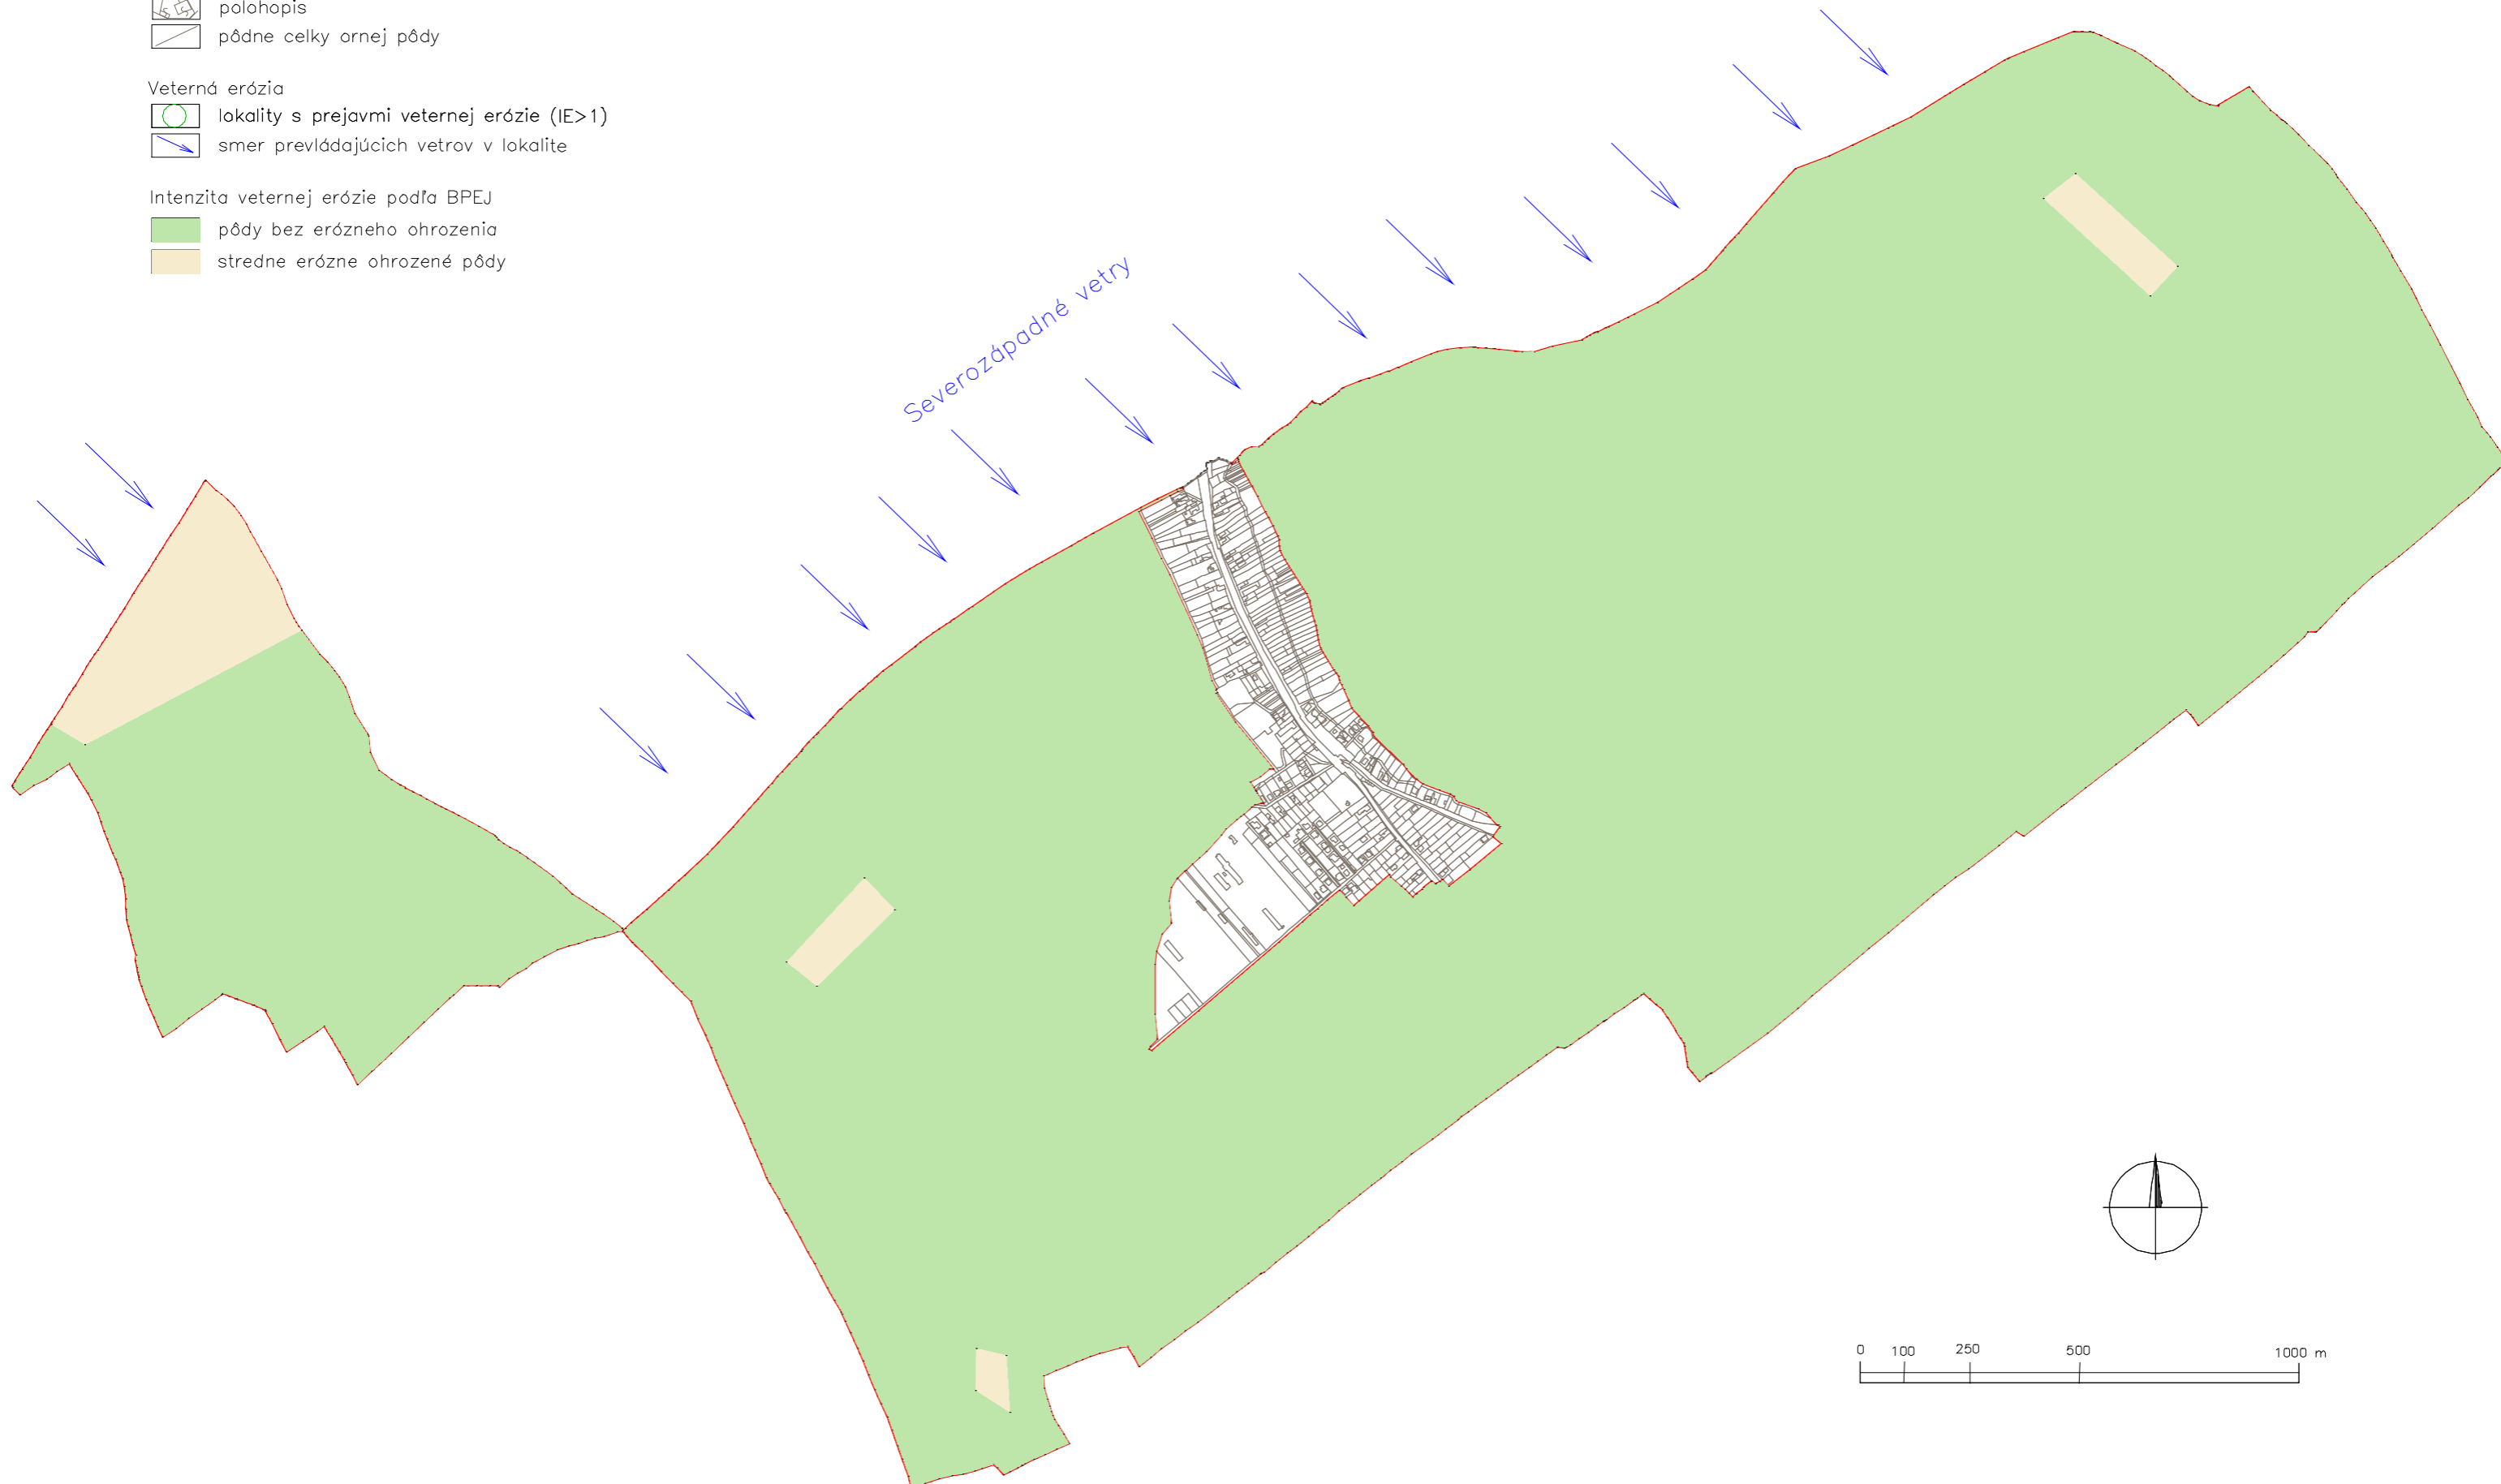 polohopis
pôdne celky ornej pôdy
Veterná erózia
lokality s prejavmi veternej erózie (IE>1)
smer prevládajúcich vetrov v lokalite
Intenzita veternej erózie podľa BPEJ
pôdy bez erózneho ohrozenia
stredne erózne ohrozené pôdy
Severozápadné vetry
0 100 250 500 1000 m